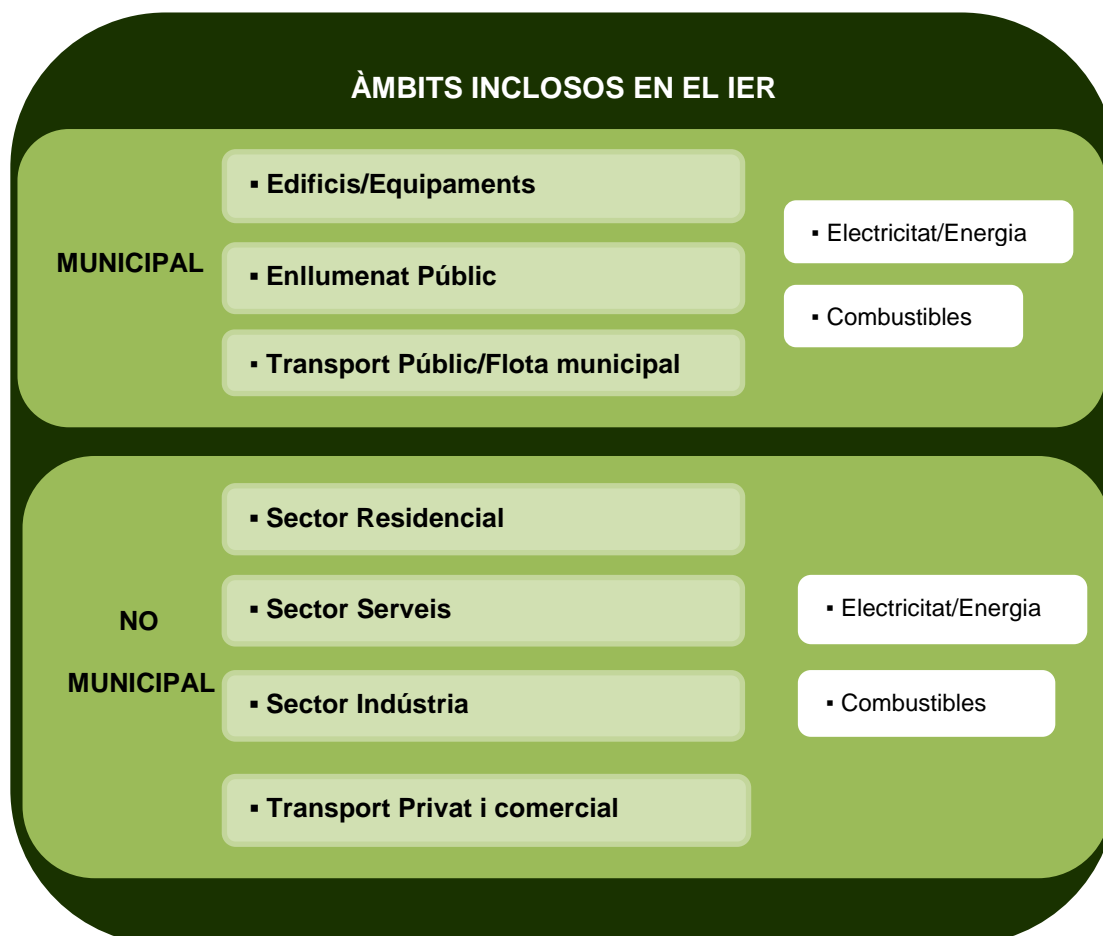 ÀMBITS INCLOSOS EN EL IER
MUNICIPAL
▪ Edificis/Equipaments
▪ Enllumenat Públic
▪ Transport Públic/Flota municipal
▪ Electricitat/Energia
▪ Combustibles
NO
MUNICIPAL
▪ Sector Residencial
▪ Sector Serveis
▪ Sector Indústria
▪ Transport Privat i comercial
▪ Electricitat/Energia
▪ Combustibles